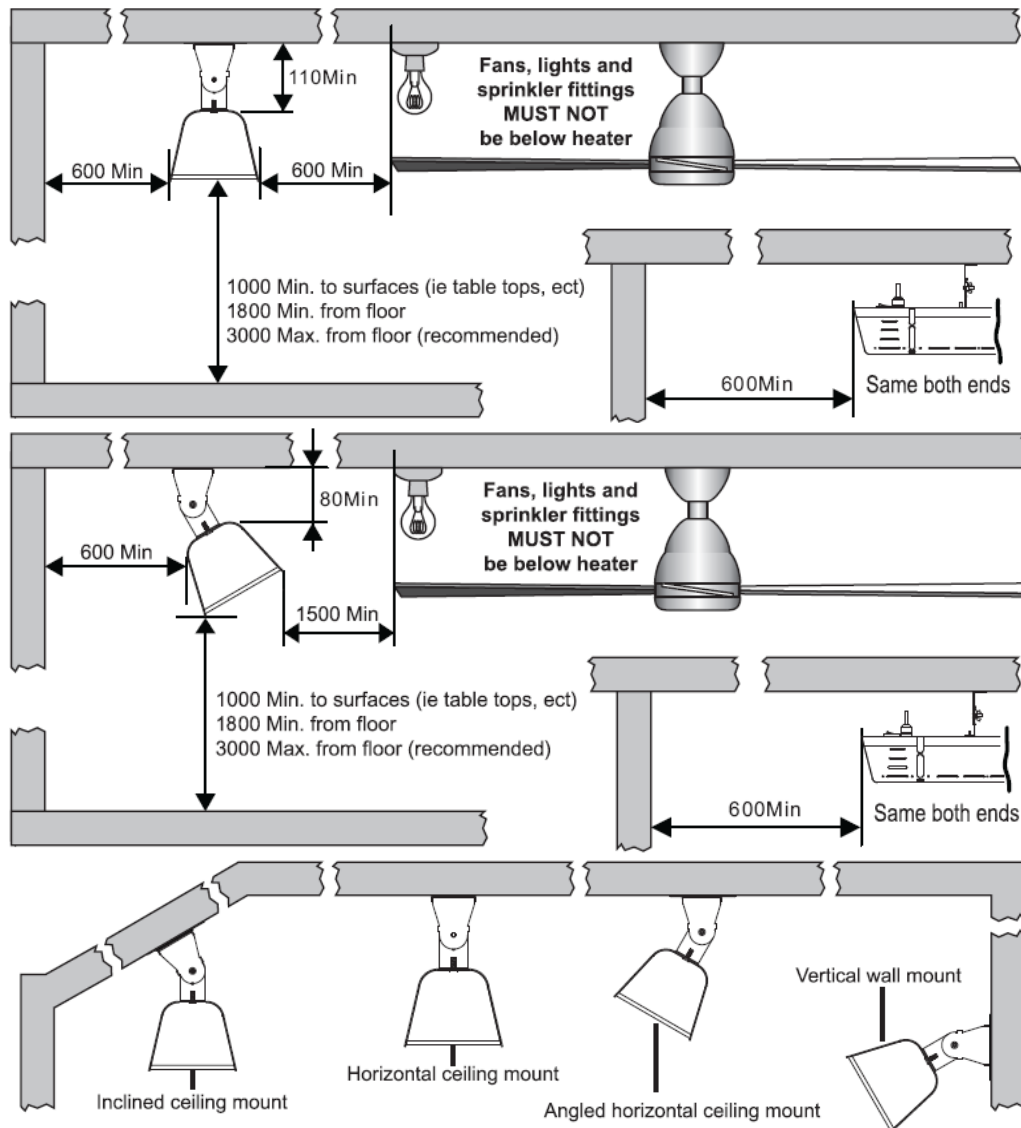 110Min
Fans, lights and
sprinkler fittings
MUST NOT
be below heater
600 Min
600 Min
1000 Min. to surfaces (ie table tops, ect)
1800 Min. from floor
3000 Max. from floor (recommended)
600Min
Same both ends
80Min
Fans, lights and
sprinkler fittings
MUST NOT
be below heater
600 Min
1500 Min
1000 Min. to surfaces (ie table tops, ect)
1800 Min. from floor
3000 Max. from floor (recommended)
600Min
Same both ends
Vertical wall mount
Inclined ceiling mount
Horizontal ceiling mount
Angled horizontal ceiling mount